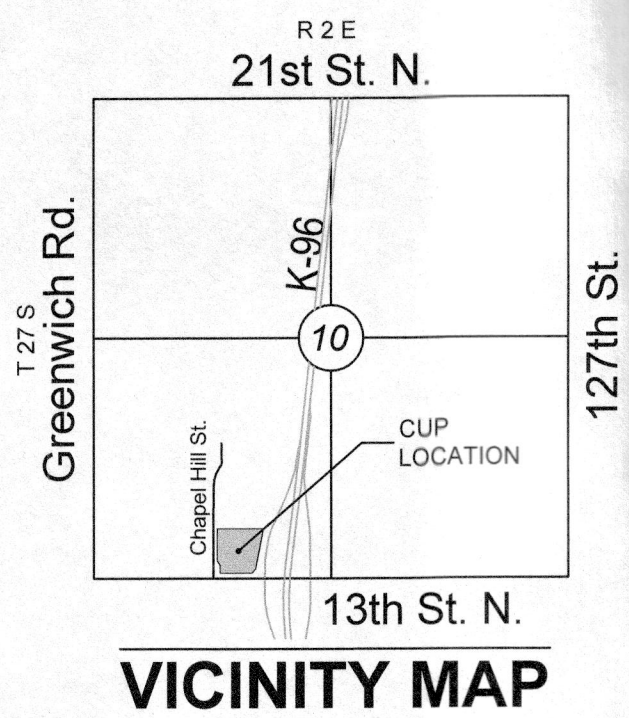 R 2 E
21st St. N.
K-96
T 27 S
Greenwich Rd.
10
127th St.
Chapel Hill St.
CUP
LOCATION
13th St. N.
VICINITY MAP